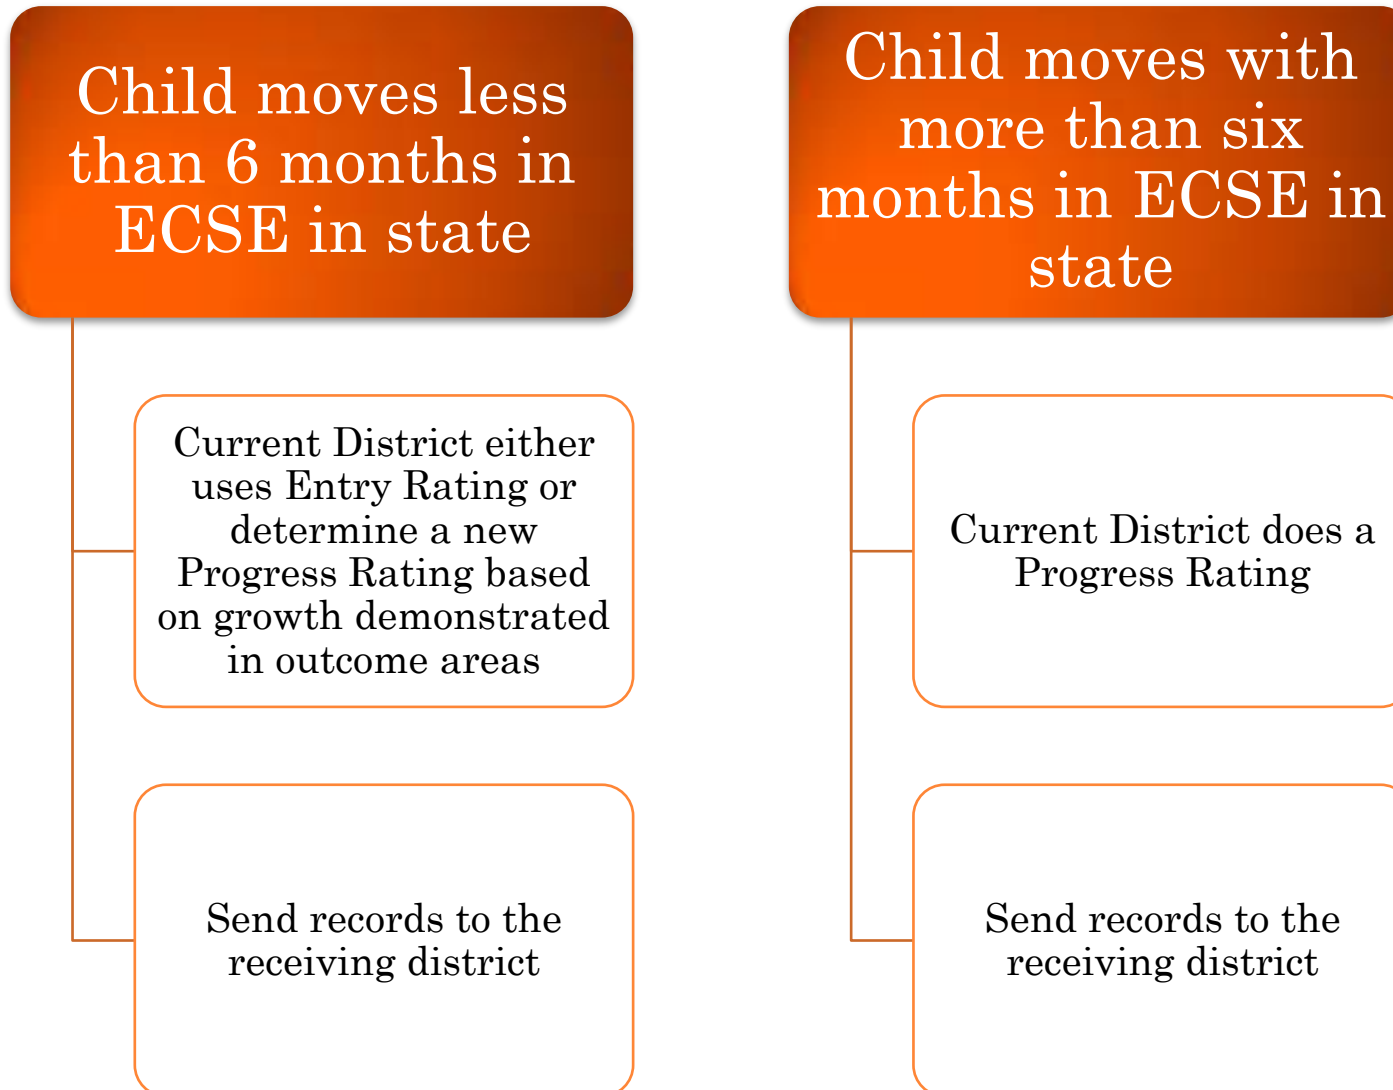 Child moves less
than 6 months in
ECSE in state
Current District either
uses Entry Rating or
determine a new
Progress Rating based
on growth demonstrated
in outcome areas
Send records to the
receiving district
Child moves with
more than six
months in ECSE in
state
Current District does a
Progress Rating
Send records to the
receiving district